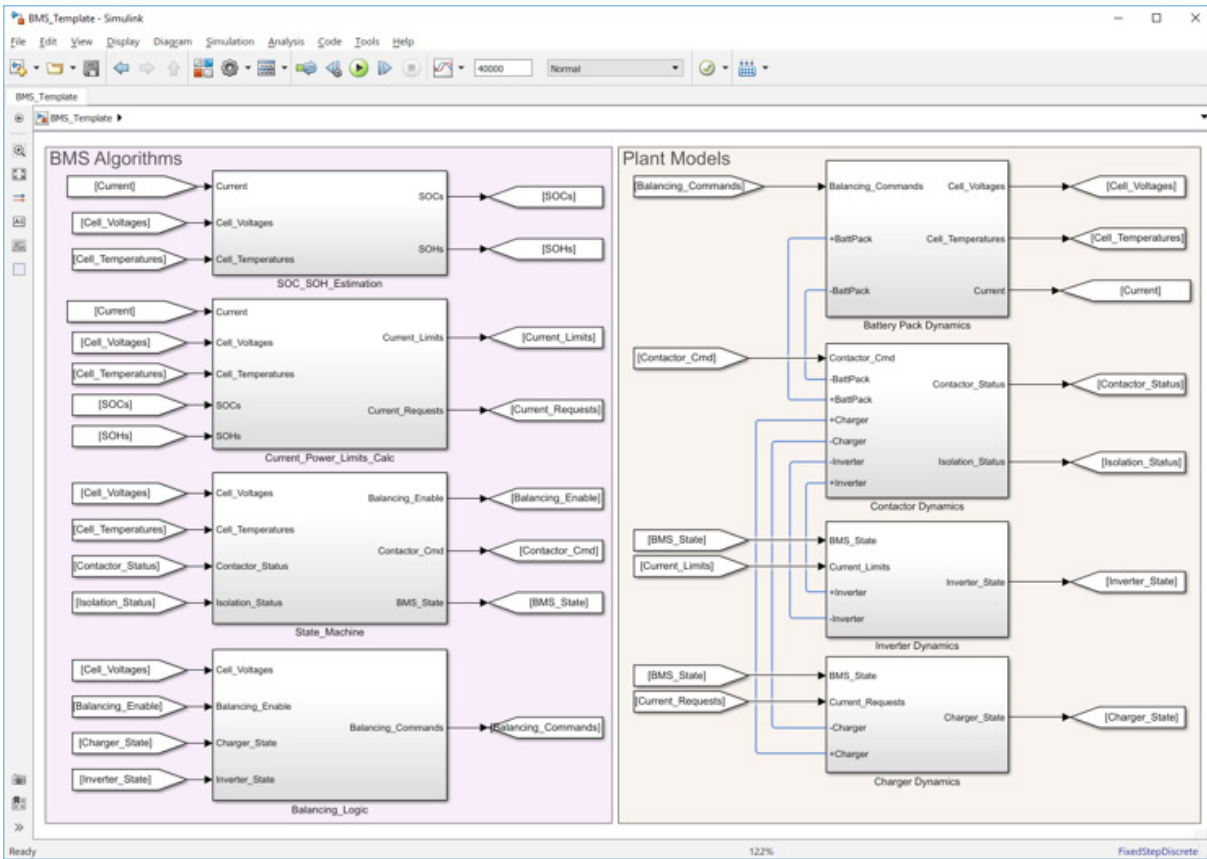 BMS_Template - Simulink
File Edit View Display Diagram Simulation Analysis Code Tools Help
40000 Normal
BMS_Template
BMS_Template
BMS Algorithms
[Current] Current
[Cell_Voltages] Cell_Voltages
[Cell_Temperatures] Cell_Temperatures
SOCs [SOCs]
SOHs [SOHs]
SOC_SOH_Estimation
[Current] Current
[Cell_Voltages] Cell_Voltages
[Cell_Temperatures] Cell_Temperatures
[SOCs] SOCs
[SOHs] SOHs
Current_Limits [Current_Limits]
Current_Requests [Current_Requests]
Current_Power_Limits_Calc
[Cell_Voltages] Cell_Voltages
[Cell_Temperatures] Cell_Temperatures
[Contactor_Status] Contactor_Status
[Isolation_Status] Isolation_Status
Balancing_Enable [Balancing_Enable]
Contactor_Cmd [Contactor_Cmd]
BMS_State [BMS_State]
State_Machine
[Cell_Voltages] Cell_Voltages
[Balancing_Enable] Balancing_Enable
[Charger_State] Charger_State
[Inverter_State] Inverter_State
Balancing_Commands [Balancing_Commands]
Balancing_Logic
Plant Models
[Balancing_Commands] Balancing_Commands
+BattPack
-BattPack
Cell_Voltages [Cell_Voltages]
Cell_Temperatures [Cell_Temperatures]
Current [Current]
Battery Pack Dynamics
[Contactor_Cmd] Contactor_Cmd
-BattPack
+BattPack
+Charger
-Charger
-Inverter
+Inverter
Contactor_Status [Contactor_Status]
Isolation_Status [Isolation_Status]
Contactor Dynamics
[BMS_State] BMS_State
[Current_Limits] Current_Limits
+Inverter
-Inverter
Inverter_State [Inverter_State]
Inverter Dynamics
[BMS_State] BMS_State
[Current_Requests] Current_Requests
-Charger
+Charger
Charger_State [Charger_State]
Charger Dynamics
Ready 122% FixedStepDiscrete